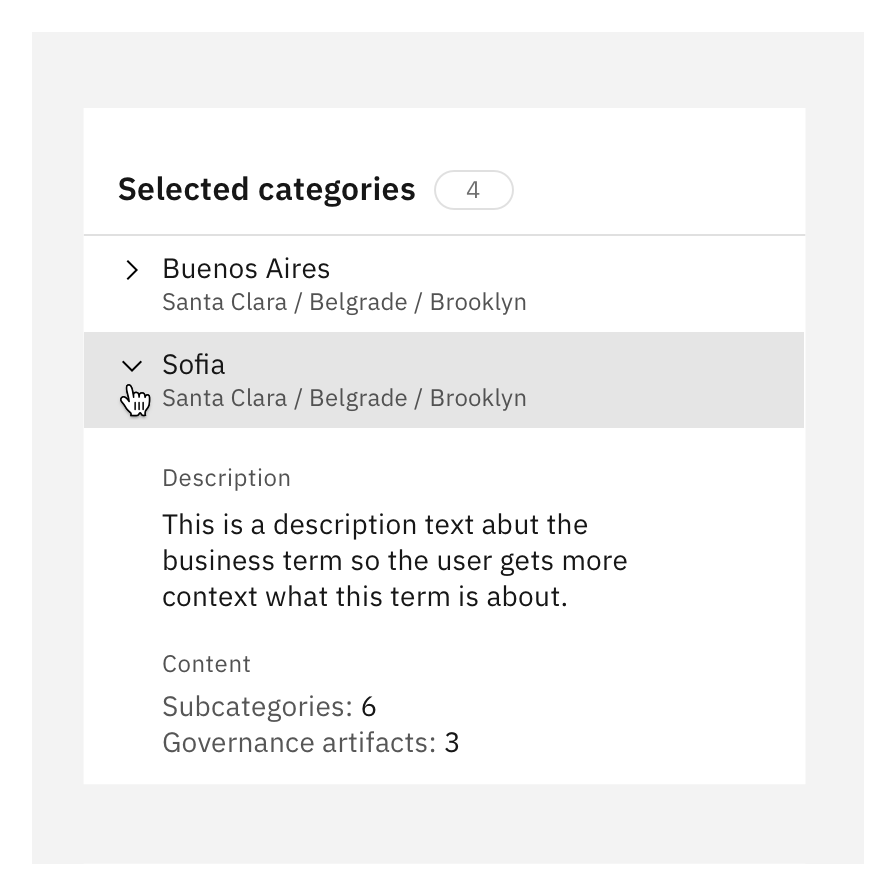 Selected categories 4
Buenos Aires
Santa Clara / Belgrade / Brooklyn
Sofia
Santa Clara / Belgrade / Brooklyn
Description
This is a description text abut the
business term so the user gets more
context what this term is about.
Content
Subcategories: 6
Governance artifacts: 3